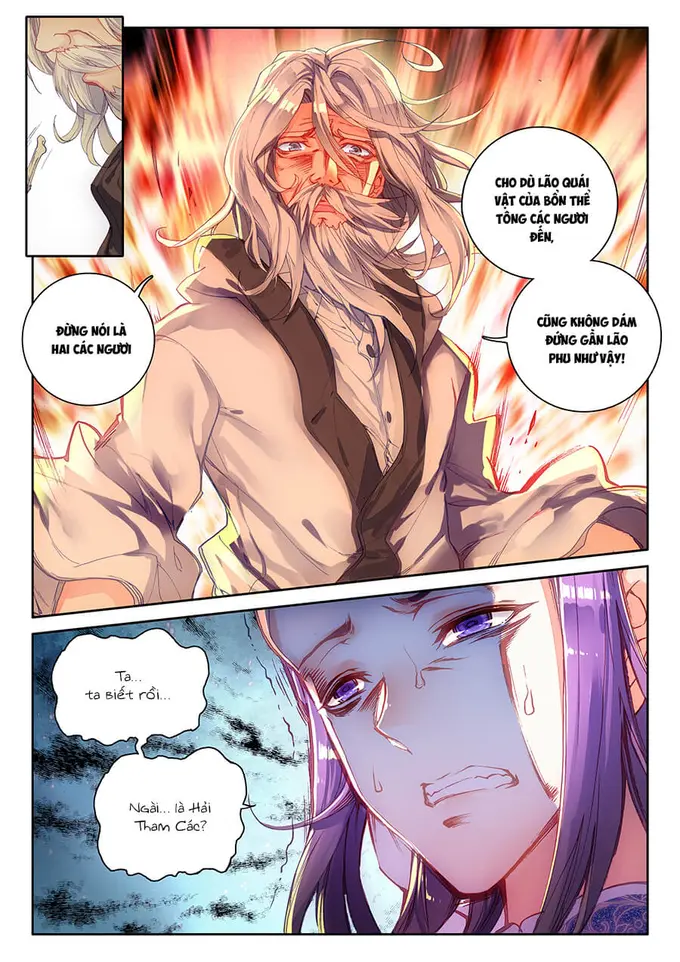 ĐỪNG NÓI LÀ
HAI CÁC NGƯƠI
CHO DÙ LÃO QUÁI
VẬT CỦA BỔN THỂ
TÔNG CÁC NGƯƠI
ĐẾN,
CŨNG KHÔNG DÁM
ĐỨNG GẦN LÃO
PHU NHƯ VẬY!
Ta...
ta biết rồi...
Ngài... là Hải
Tham Các?